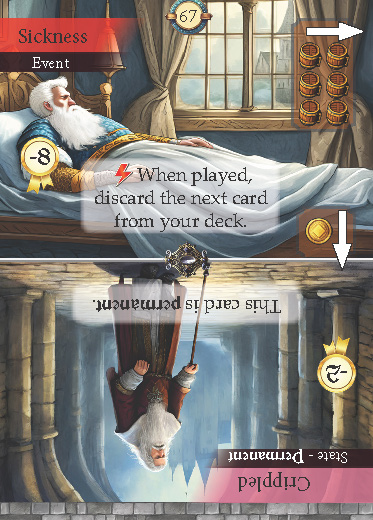 67
Sickness
Event
-8
When played,
discard the next card
from your deck.
This card is permanent.
-2
State - Permanent
Crippled